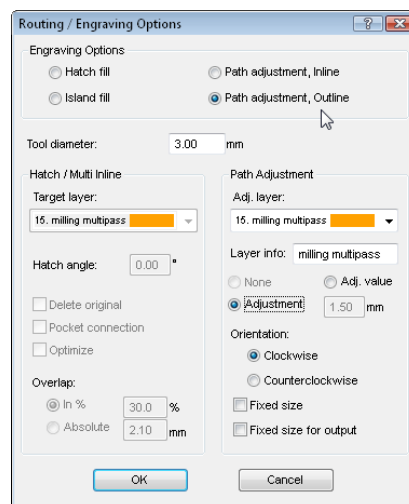 Routing / Engraving Options
Engraving Options
Hatch fill
Path adjustment, Inline
Island fill
Path adjustment, Outline
Tool diameter: 3.00 mm
Hatch / Multi Inline
Target layer:
15. milling multipass
Hatch angle: 0.00 °
Delete original
Pocket connection
Optimize
Overlap:
In % 30.0 %
Absolute 2.10 mm
Path Adjustment
Adj. layer:
15. milling multipass
Layer info: milling multipass
None Adj. value
Adjustment 1.50 mm
Orientation:
Clockwise
Counterclockwise
Fixed size
Fixed size for output
OK Cancel